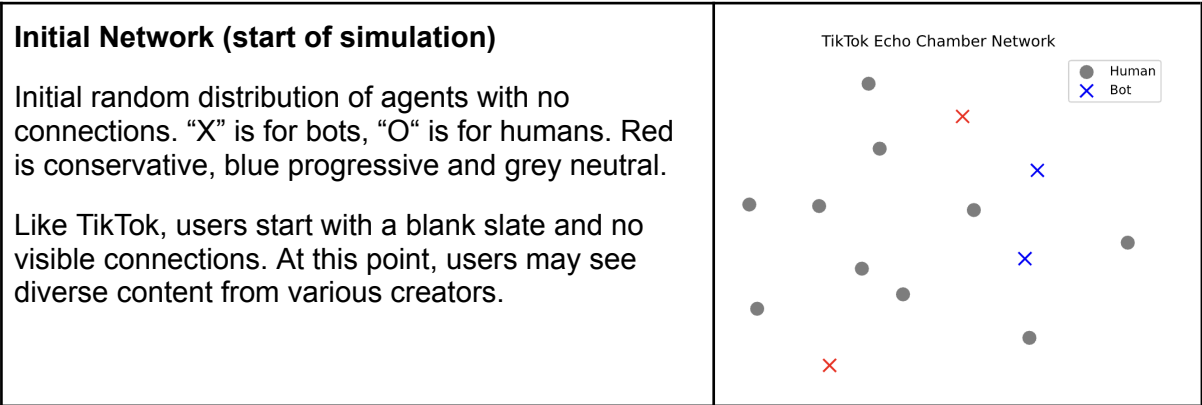 Initial Network (start of simulation)
Initial random distribution of agents with no
connections. “X” is for bots, “O“ is for humans. Red
is conservative, blue progressive and grey neutral.
Like TikTok, users start with a blank slate and no
visible connections. At this point, users may see
diverse content from various creators.
TikTok Echo Chamber Network
Human
Bot